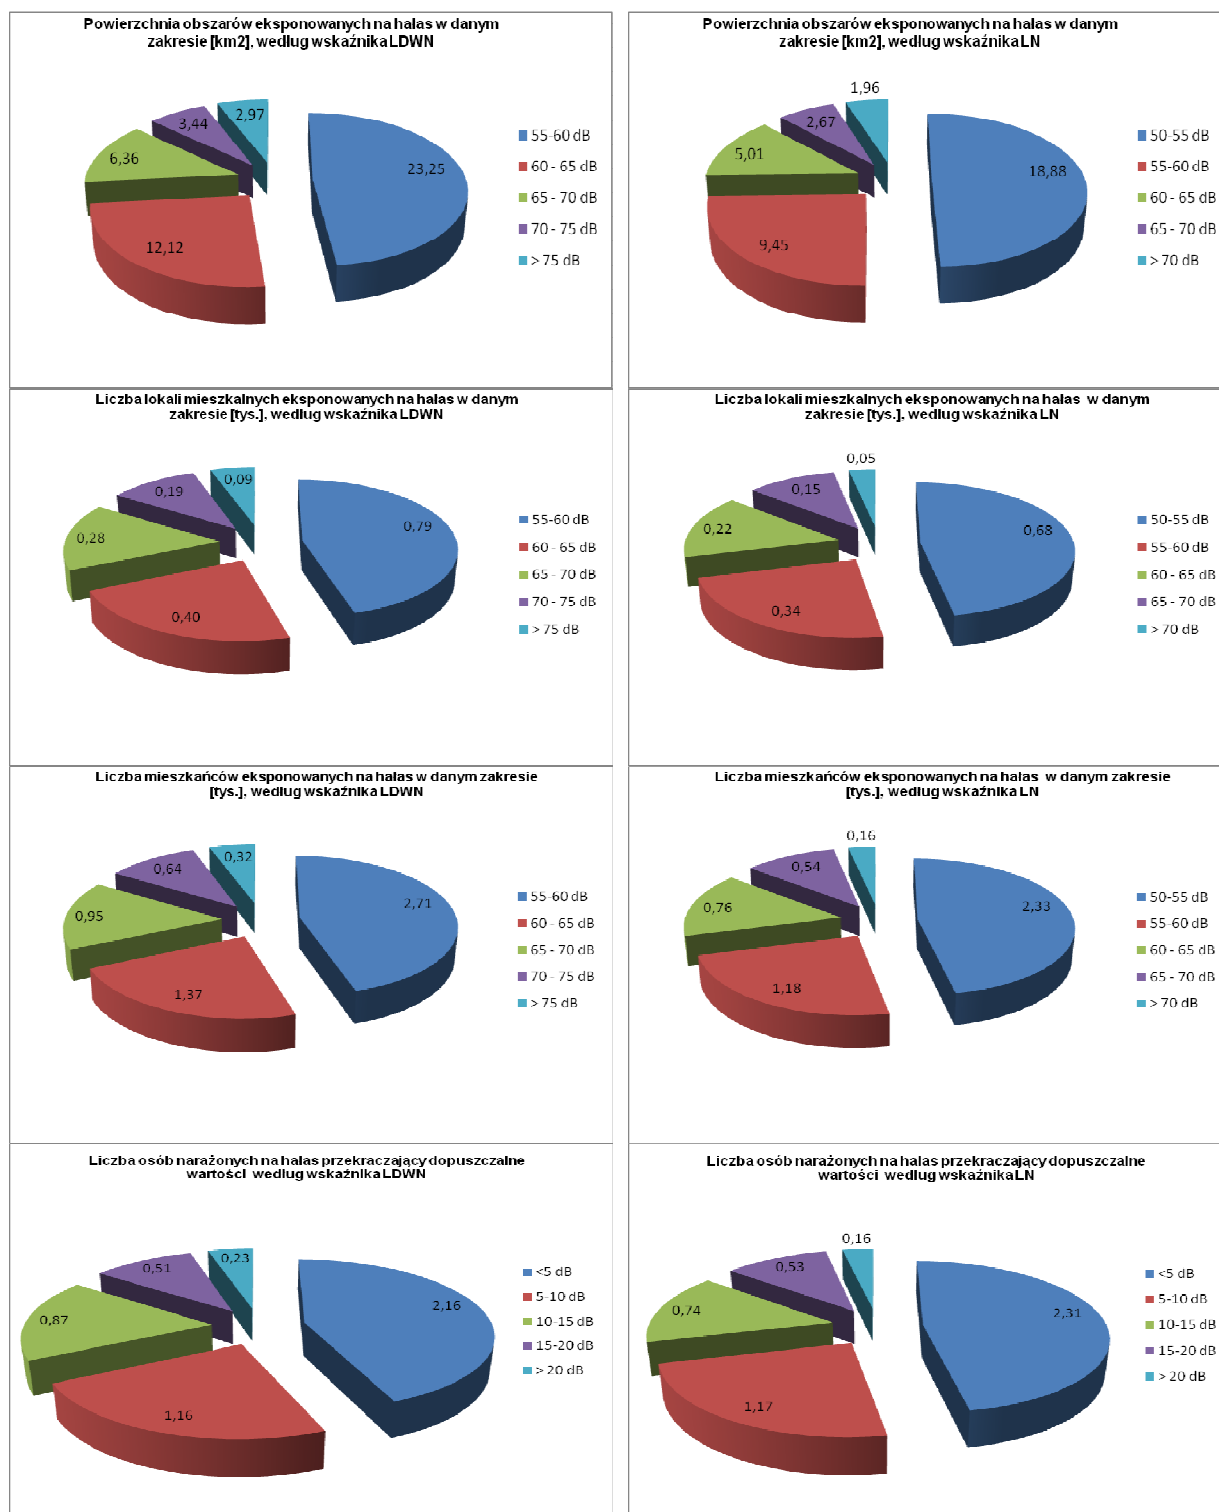 Powierzchnia obszarów eksponowanych na hałas w danym
zakresie [km2], według wskaźnika LDWN
2,97
3,44
6,36
23,25
12,12
55-60 dB
60 - 65 dB
65 - 70 dB
70 - 75 dB
> 75 dB
Powierzchnia obszarów eksponowanych na hałas w danym
zakresie [km2], według wskaźnika LN
1,96
2,67
5,01
18,88
9,45
50-55 dB
55-60 dB
60 - 65 dB
65 - 70 dB
> 70 dB
Liczba lokali mieszkalnych eksponowanych na hałas w danym
zakresie [tys.], według wskaźnika LDWN
0,09
0,19
0,28
0,79
0,40
55-60 dB
60 - 65 dB
65 - 70 dB
70 - 75 dB
> 75 dB
Liczba lokali mieszkalnych eksponowanych na hałas w danym
zakresie [tys.], według wskaźnika LN
0,05
0,15
0,22
0,68
0,34
50-55 dB
55-60 dB
60 - 65 dB
65 - 70 dB
> 70 dB
Liczba mieszkańców eksponowanych na hałas w danym zakresie
[tys.], według wskaźnika LDWN
0,32
0,64
0,95
2,71
1,37
55-60 dB
60 - 65 dB
65 - 70 dB
70 - 75 dB
> 75 dB
Liczba mieszkańców eksponowanych na hałas w danym zakresie
[tys.], według wskaźnika LN
0,16
0,54
0,76
2,33
1,18
50-55 dB
55-60 dB
60 - 65 dB
65 - 70 dB
> 70 dB
Liczba osób narażonych na hałas przekraczający dopuszczalne
wartości według wskaźnika LDWN
0,23
0,51
0,87
2,16
1,16
<5 dB
5-10 dB
10-15 dB
15-20 dB
> 20 dB
Liczba osób narażonych na hałas przekraczający dopuszczalne
wartości według wskaźnika LN
0,16
0,53
0,74
2,31
1,17
<5 dB
5-10 dB
10-15 dB
15-20 dB
> 20 dB